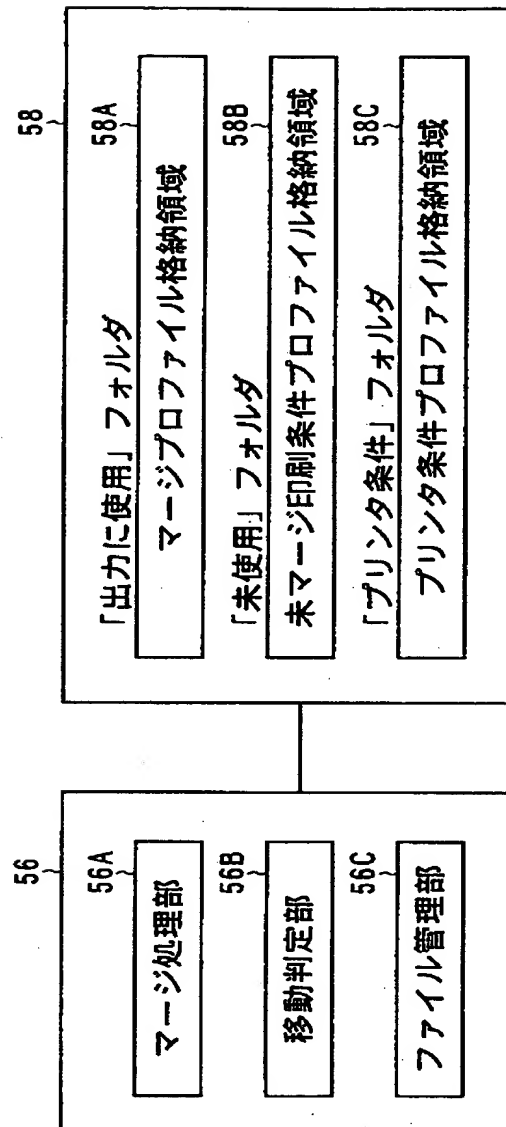 56
56A
マージ処理部
56B
移動判定部
56C
ファイル管理部
58
「出力に使用」フォルダ
58A
マージプロファイル格納領域
「未使用」フォルダ
58B
未マージ印刷条件プロファイル格納領域
「プリンタ条件」フォルダ
58C
プリンタ条件プロファイル格納領域